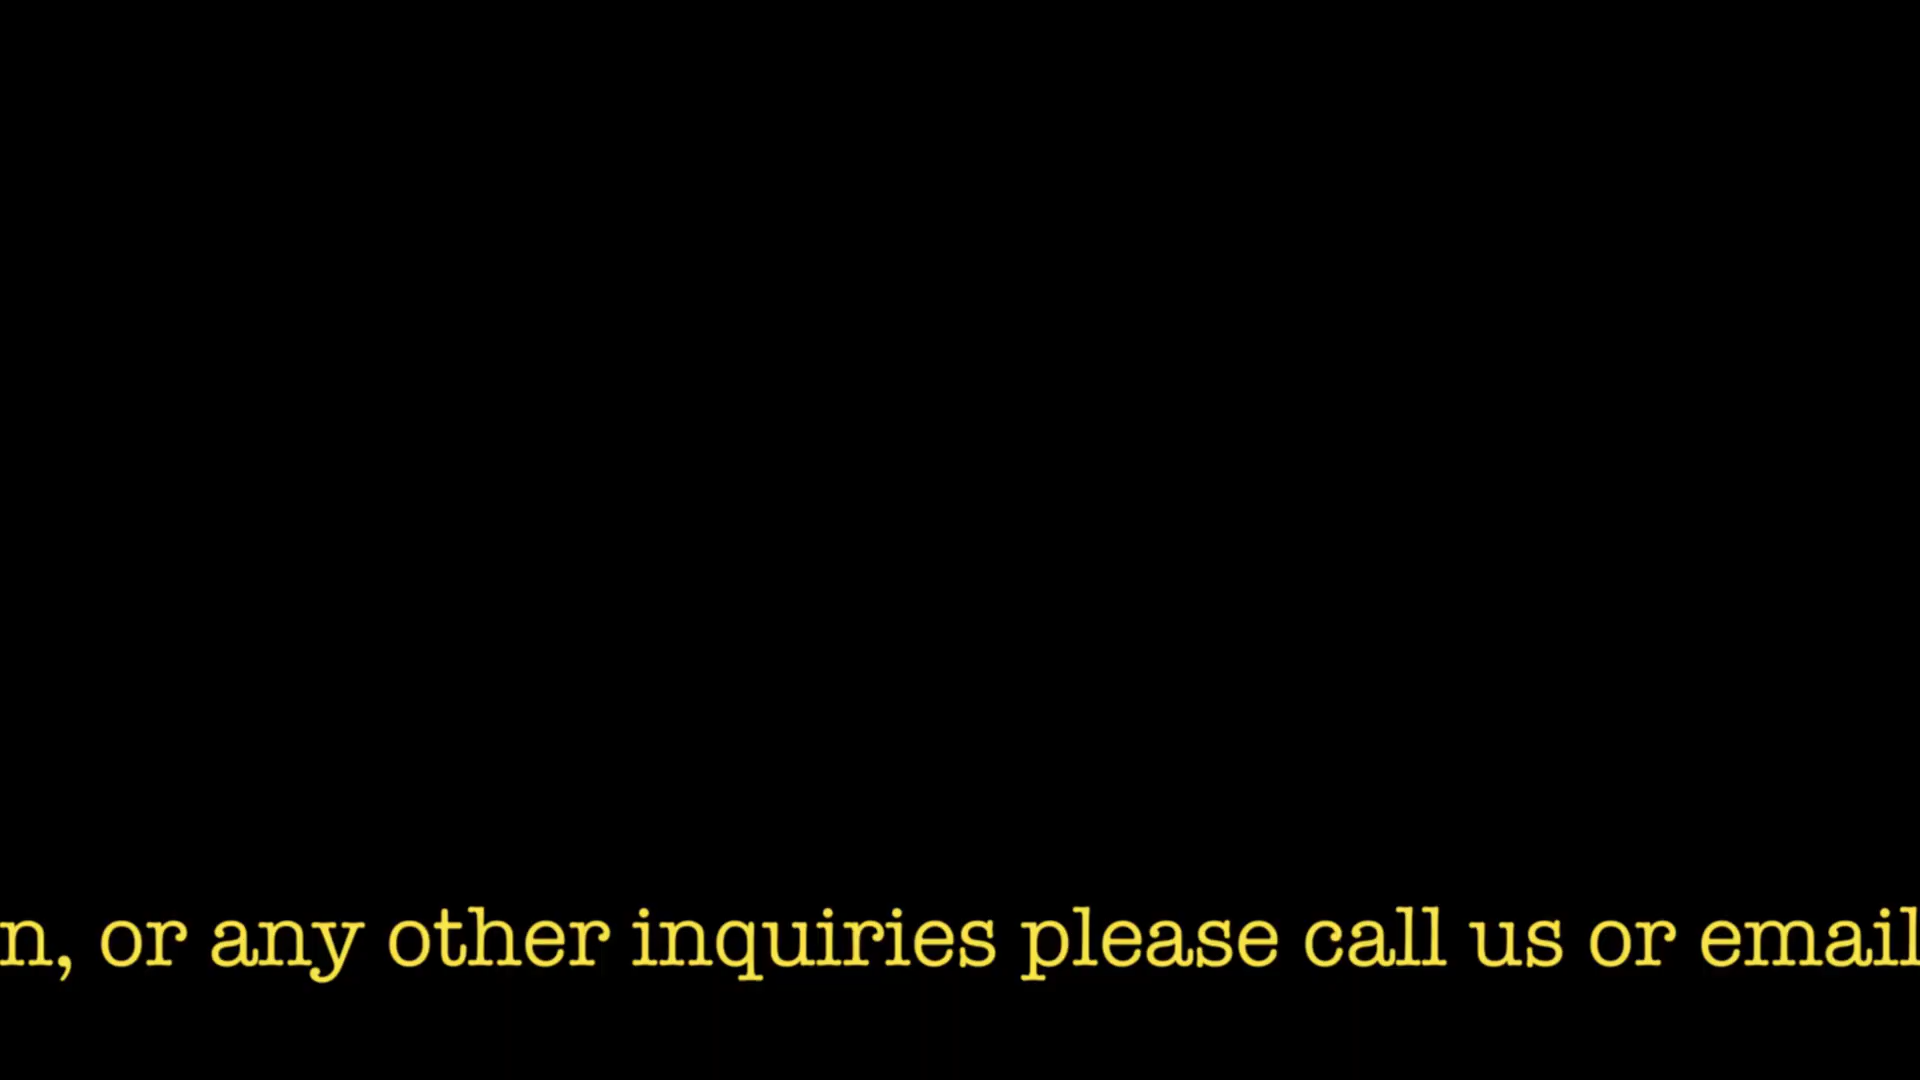 n, or any other inquiries please call us or email